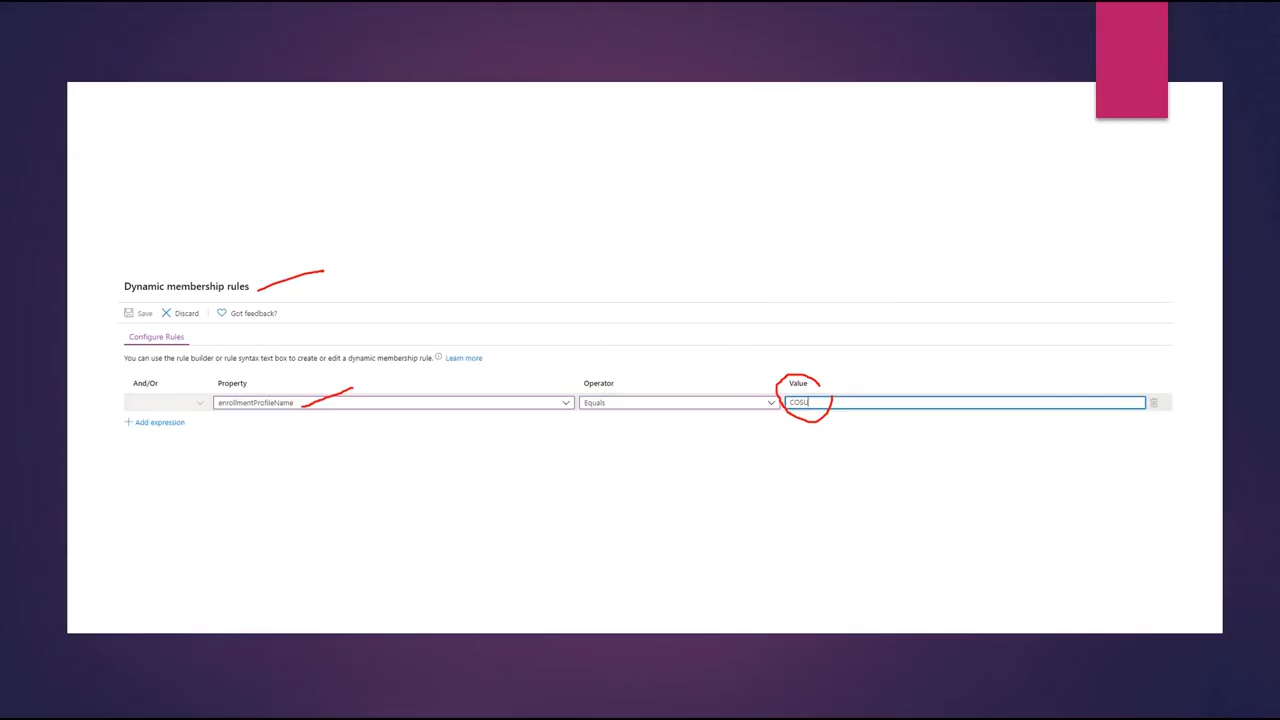 Dynamic membership rules
Save Discard Got feedback?
Configure Rules
You can use the rule builder or rule syntax text box to create or edit a dynamic membership rule. Learn more
And/Or Property Operator Value
enrollmentProfileName Equals COSU
Add expression